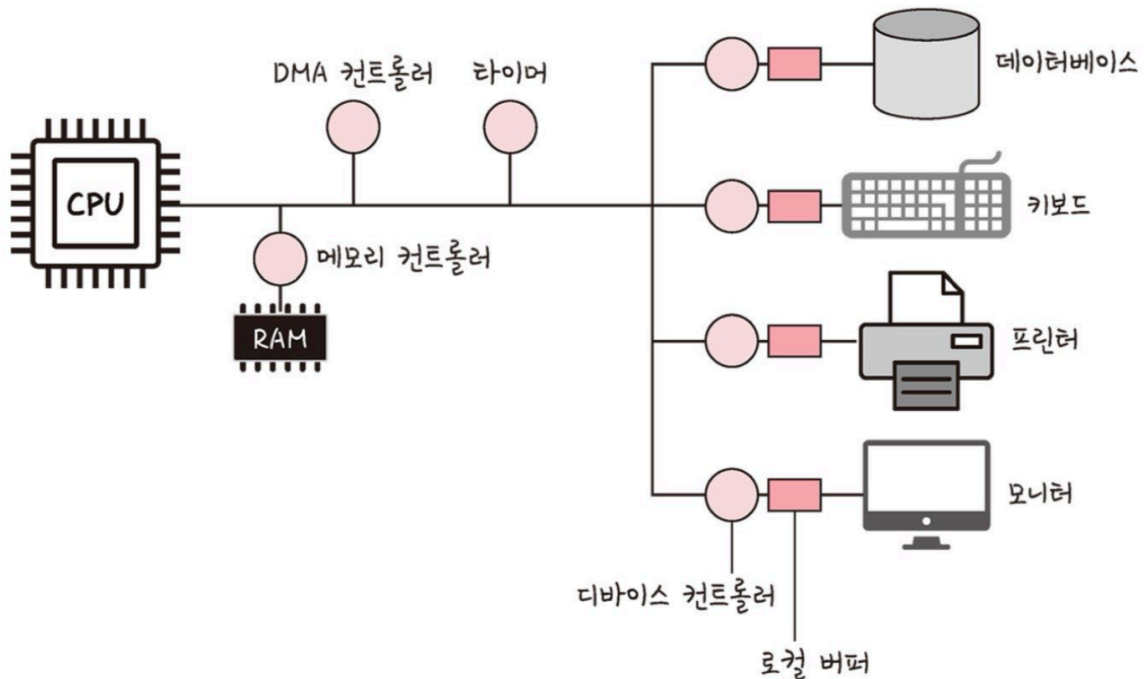 데이터베이스
DMA 컨트롤러
타이머
CPU
키보드
메모리 컨트롤러
RAM
프린터
모니터
디바이스 컨트롤러
로컬 버퍼